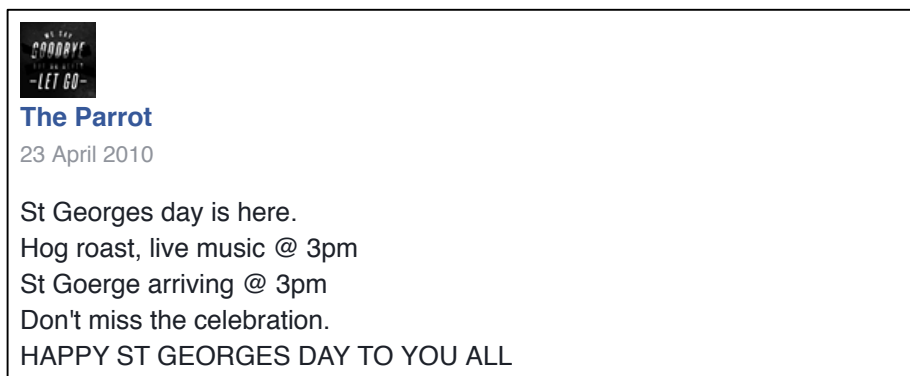 WE SAY
GOODBYE
-LET GO-
The Parrot
23 April 2010
St Georges day is here.
Hog roast, live music @ 3pm
St Goerge arriving @ 3pm
Don't miss the celebration.
HAPPY ST GEORGES DAY TO YOU ALL